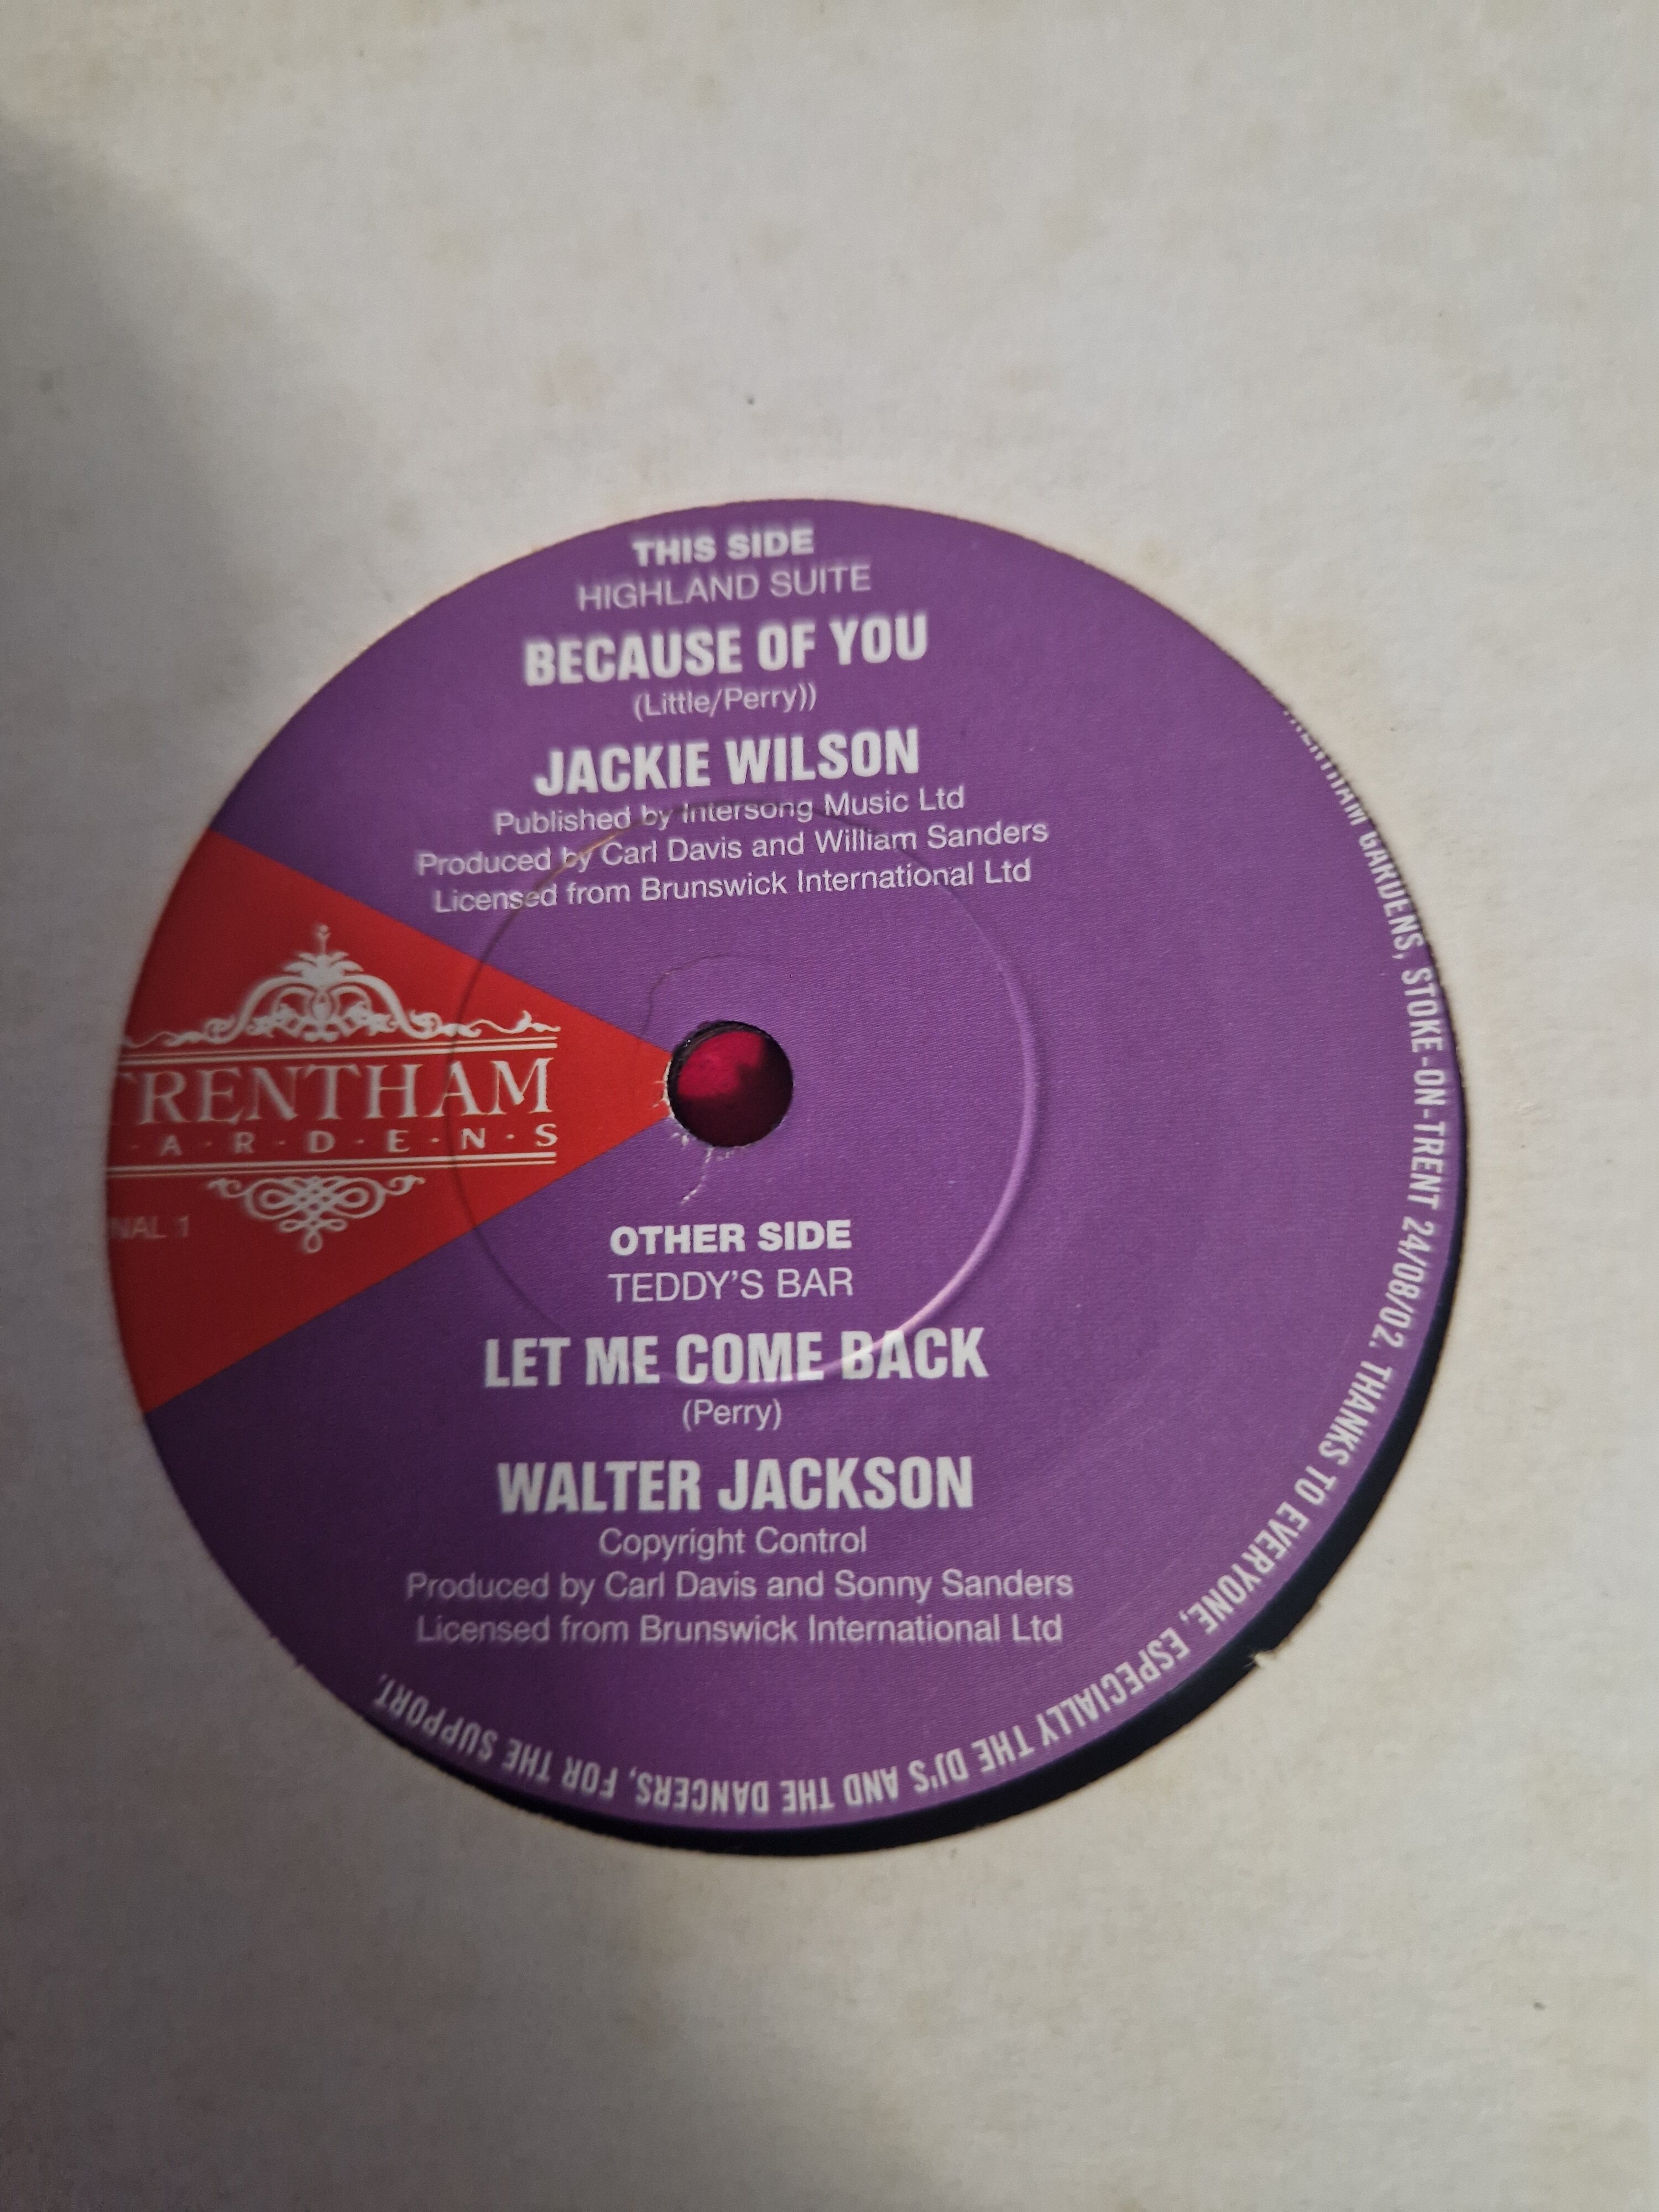 THIS SIDE
HIGHLAND SUITE
BECAUSE OF YOU
(Little/Perry))
JACKIE WILSON
Published by Intersong Music Ltd
Produced by Carl Davis and William Sanders
Licensed from Brunswick International Ltd
TRENTHAM
A·R·D·E·N·S
OTHER SIDE
TEDDY'S BAR
LET ME COME BACK
(Perry)
WALTER JACKSON
Copyright Control
Produced by Carl Davis and Sonny Sanders
Licensed from Brunswick International Ltd
TRENTHAM GARDENS, STOKE-ON-TRENT 24/08/02. THANKS TO EVERYONE, ESPECIALLY THE DJ'S AND THE DANCERS, FOR THE SUPPORT.